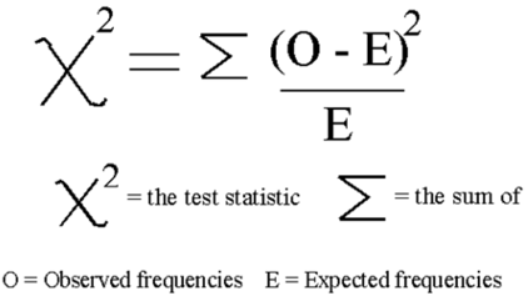 χ² = Σ (O - E)²
E
χ² = the test statistic Σ = the sum of
O = Observed frequencies E = Expected frequencies